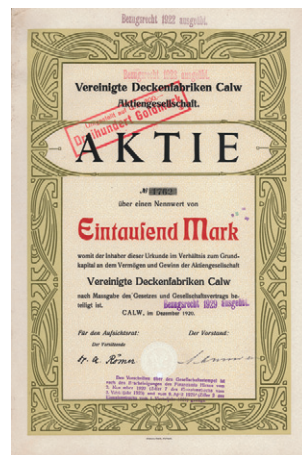 Bezugsrecht 1922 ausgeübt.
Bezugsrecht 1923 ausgeübt.
Vereinigte Deckenfabriken Calw
Aktiengesellschaft.
Dreihundert Goldmark
AKTIE
№
über einen Nennwert von
Eintausend Mark
womit der Inhaber dieser Urkunde im Verhältnis zum Grund-
kapital an dem Vermögen und Gewinn der Aktiengesellschaft
Vereinigte Deckenfabriken Calw
nach Massgabe des Gesetzes und Gesellschaftsvertrags be-
teiligt ist.
Bezugsrecht 1929 ausgeübt.
CALW, im Dezember 1920.
Für den Aufsichtsrat: Der Vorstand:
Der Vorsitzende